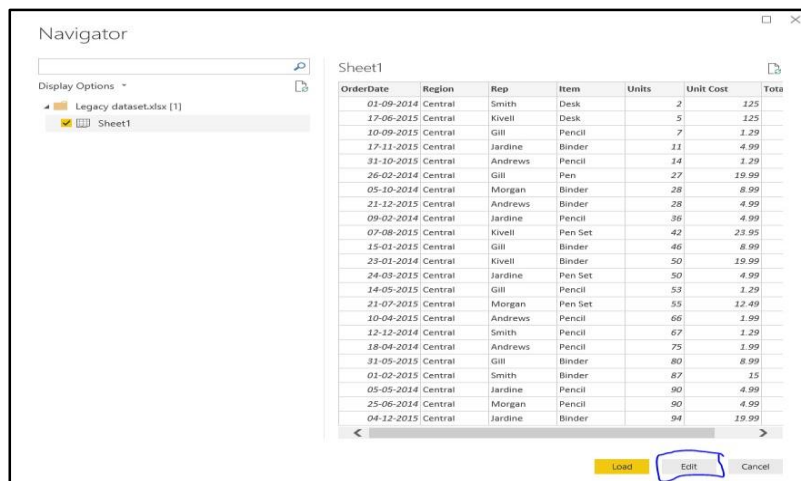 Navigator
Display Options
Legacy dataset.xlsx [1]
Sheet1
Sheet1
OrderDate Region Rep Item Units Unit Cost Tota
01-09-2014 Central Smith Desk 2 125
17-06-2015 Central Kivell Desk 5 125
10-09-2015 Central Gill Pencil 7 1.29
17-11-2015 Central Jardine Binder 11 4.99
31-10-2015 Central Andrews Pencil 14 1.29
26-02-2014 Central Gill Pen 27 19.99
05-10-2014 Central Morgan Binder 28 8.99
21-12-2015 Central Andrews Binder 28 4.99
09-02-2014 Central Jardine Pencil 36 4.99
07-08-2015 Central Kivell Pen Set 42 23.95
15-01-2015 Central Gill Binder 46 8.99
23-01-2014 Central Kivell Binder 50 19.99
24-03-2015 Central Jardine Pen Set 50 4.99
14-05-2015 Central Gill Pencil 53 1.29
21-07-2015 Central Morgan Pen Set 55 12.49
10-04-2015 Central Andrews Pencil 66 1.99
12-12-2014 Central Smith Pencil 67 1.29
18-04-2014 Central Andrews Pencil 75 1.99
31-05-2015 Central Gill Binder 80 8.99
01-02-2015 Central Smith Binder 87 15
05-05-2014 Central Jardine Pencil 90 4.99
25-06-2014 Central Morgan Pencil 90 4.99
04-12-2015 Central Jardine Binder 94 19.99
Load Edit Cancel